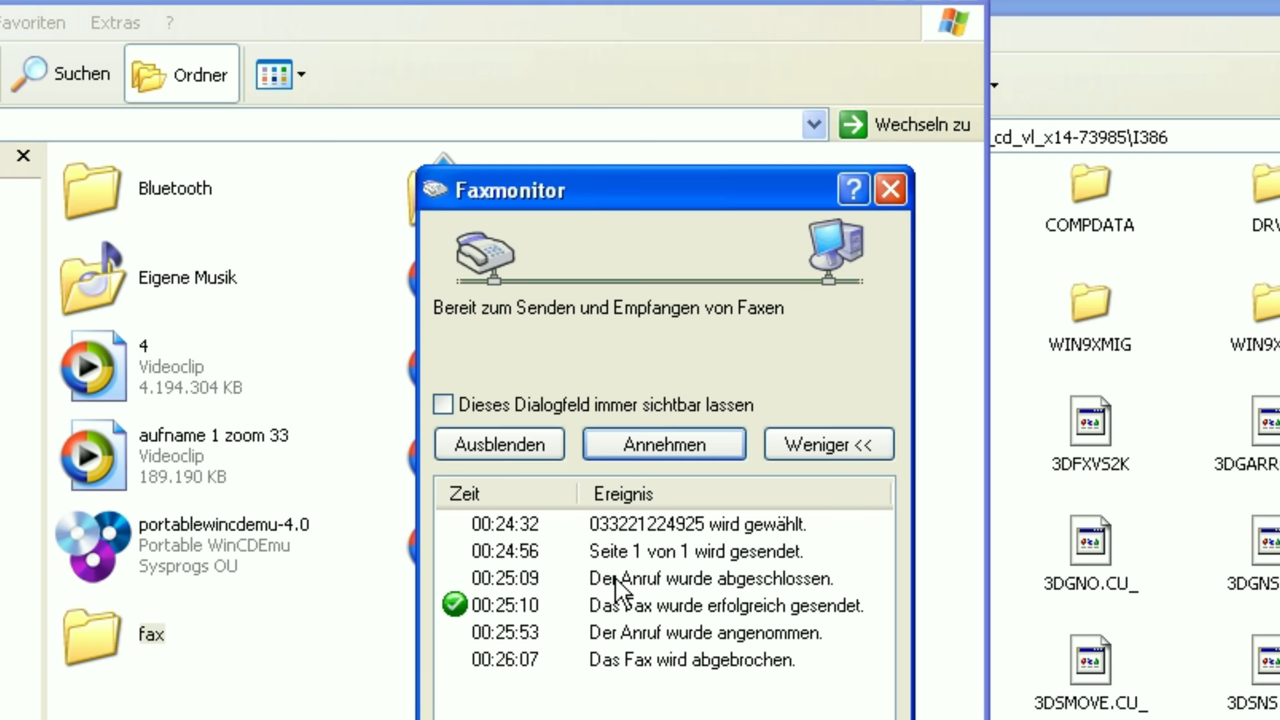 Favoriten Extras ?
Suchen Ordner
Wechseln zu
_cd_vl_x14-73985\I386
Bluetooth
Eigene Musik
4
Videoclip
4.194.304 KB
aufname 1 zoom 33
Videoclip
189.190 KB
portablewincdemu-4.0
Portable WinCDEmu
Sysprogs OU
fax
Faxmonitor
Bereit zum Senden und Empfangen von Faxen
Dieses Dialogfeld immer sichtbar lassen
Ausblenden Annehmen Weniger <<
Zeit Ereignis
00:24:32 033221224925 wird gewählt.
00:24:56 Seite 1 von 1 wird gesendet.
00:25:09 Der Anruf wurde abgeschlossen.
00:25:10 Das Fax wurde erfolgreich gesendet.
00:25:53 Der Anruf wurde angenommen.
00:26:07 Das Fax wird abgebrochen.
COMPDATA DRV
WIN9XMIG WIN9X
3DFXVS2K 3DGARR
3DGNO.CU_ 3DGNS
3DSMOVE.CU_ 3DSNS